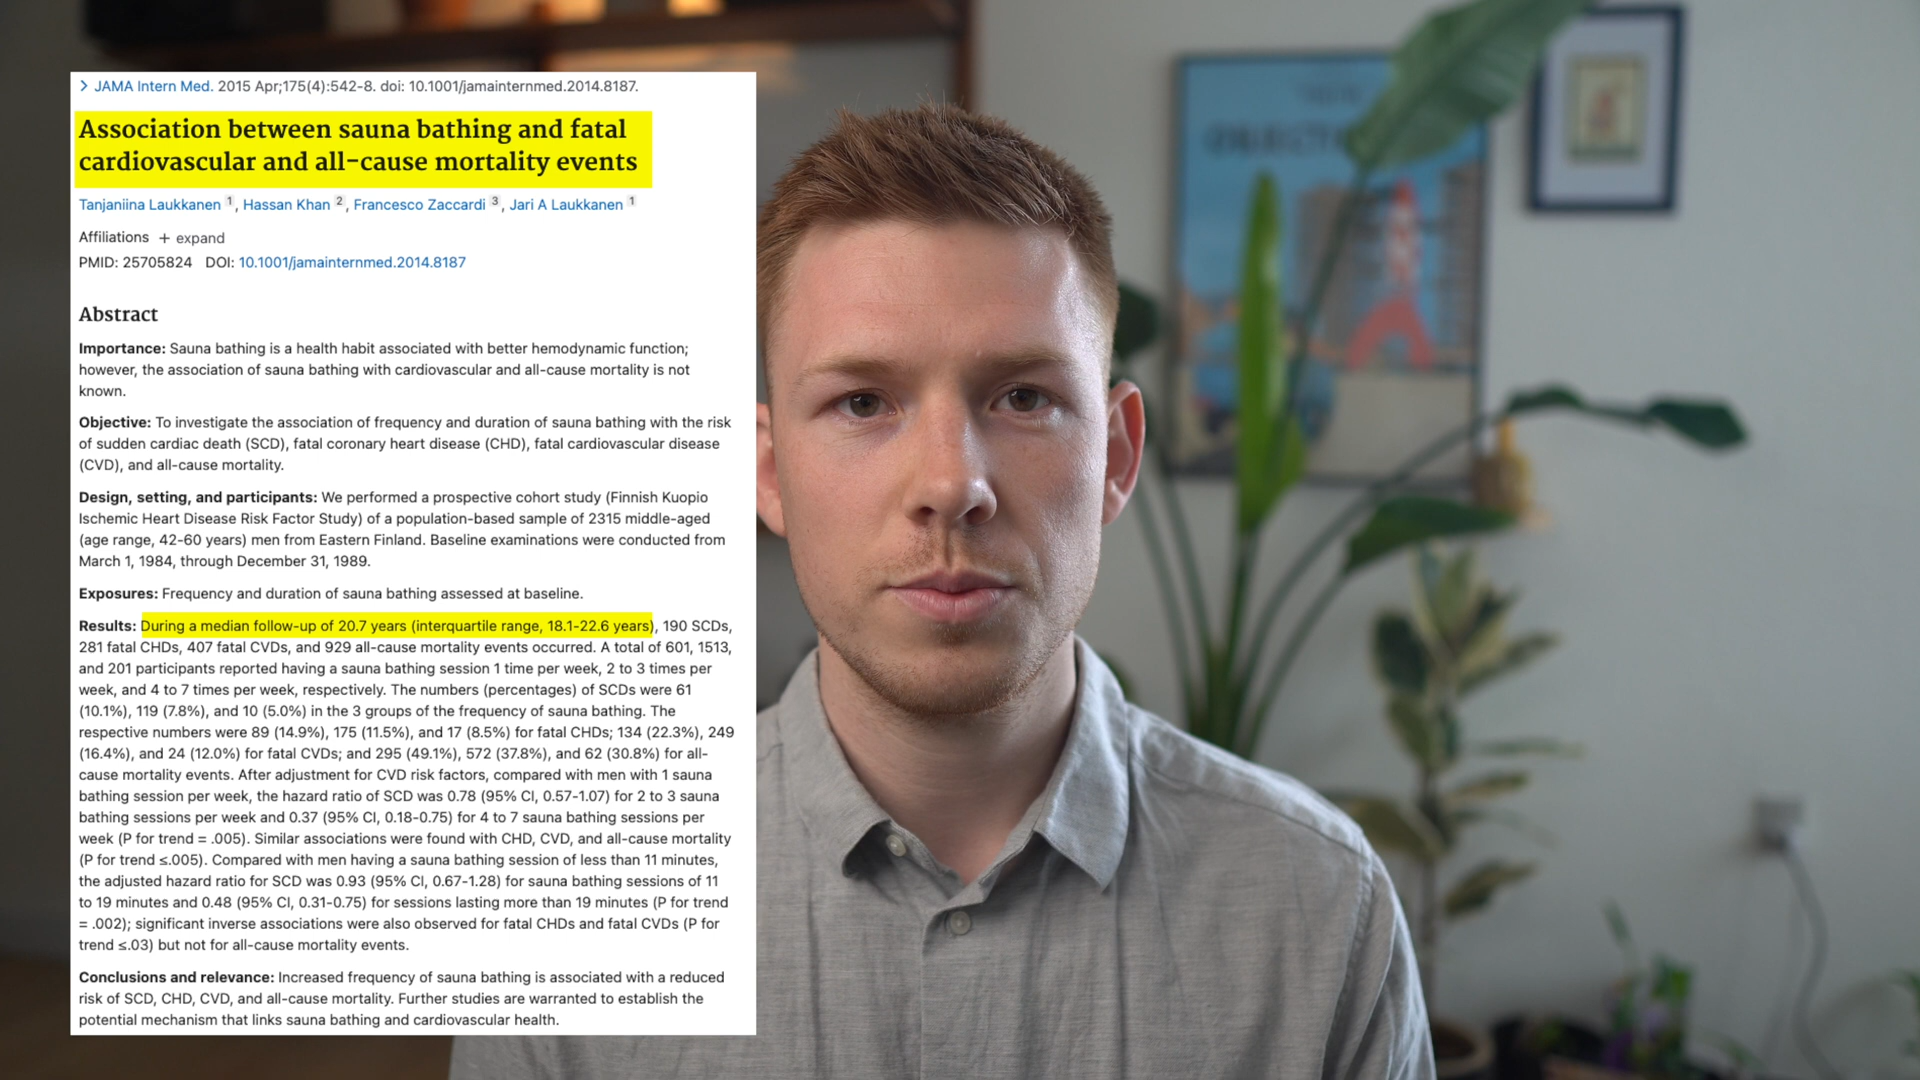 > JAMA Intern Med. 2015 Apr;175(4):542-8. doi: 10.1001/jamainternmed.2014.8187.
Association between sauna bathing and fatal
cardiovascular and all-cause mortality events
Tanjaniina Laukkanen 1, Hassan Khan 2, Francesco Zaccardi 3, Jari A Laukkanen 1
Affiliations + expand
PMID: 25705824 DOI: 10.1001/jamainternmed.2014.8187
Abstract
Importance: Sauna bathing is a health habit associated with better hemodynamic function;
however, the association of sauna bathing with cardiovascular and all-cause mortality is not
known.
Objective: To investigate the association of frequency and duration of sauna bathing with the risk
of sudden cardiac death (SCD), fatal coronary heart disease (CHD), fatal cardiovascular disease
(CVD), and all-cause mortality.
Design, setting, and participants: We performed a prospective cohort study (Finnish Kuopio
Ischemic Heart Disease Risk Factor Study) of a population-based sample of 2315 middle-aged
(age range, 42-60 years) men from Eastern Finland. Baseline examinations were conducted from
March 1, 1984, through December 31, 1989.
Exposures: Frequency and duration of sauna bathing assessed at baseline.
Results: During a median follow-up of 20.7 years (interquartile range, 18.1-22.6 years), 190 SCDs,
281 fatal CHDs, 407 fatal CVDs, and 929 all-cause mortality events occurred. A total of 601, 1513,
and 201 participants reported having a sauna bathing session 1 time per week, 2 to 3 times per
week, and 4 to 7 times per week, respectively. The numbers (percentages) of SCDs were 61
(10.1%), 119 (7.8%), and 10 (5.0%) in the 3 groups of the frequency of sauna bathing. The
respective numbers were 89 (14.9%), 175 (11.5%), and 17 (8.5%) for fatal CHDs; 134 (22.3%), 249
(16.4%), and 24 (12.0%) for fatal CVDs; and 295 (49.1%), 572 (37.8%), and 62 (30.8%) for all-
cause mortality events. After adjustment for CVD risk factors, compared with men with 1 sauna
bathing session per week, the hazard ratio of SCD was 0.78 (95% CI, 0.57-1.07) for 2 to 3 sauna
bathing sessions per week and 0.37 (95% CI, 0.18-0.75) for 4 to 7 sauna bathing sessions per
week (P for trend = .005). Similar associations were found with CHD, CVD, and all-cause mortality
(P for trend ≤.005). Compared with men having a sauna bathing session of less than 11 minutes,
the adjusted hazard ratio for SCD was 0.93 (95% CI, 0.67-1.28) for sauna bathing sessions of 11
to 19 minutes and 0.48 (95% CI, 0.31-0.75) for sessions lasting more than 19 minutes (P for trend
= .002); significant inverse associations were also observed for fatal CHDs and fatal CVDs (P for
trend ≤.03) but not for all-cause mortality events.
Conclusions and relevance: Increased frequency of sauna bathing is associated with a reduced
risk of SCD, CHD, CVD, and all-cause mortality. Further studies are warranted to establish the
potential mechanism that links sauna bathing and cardiovascular health.